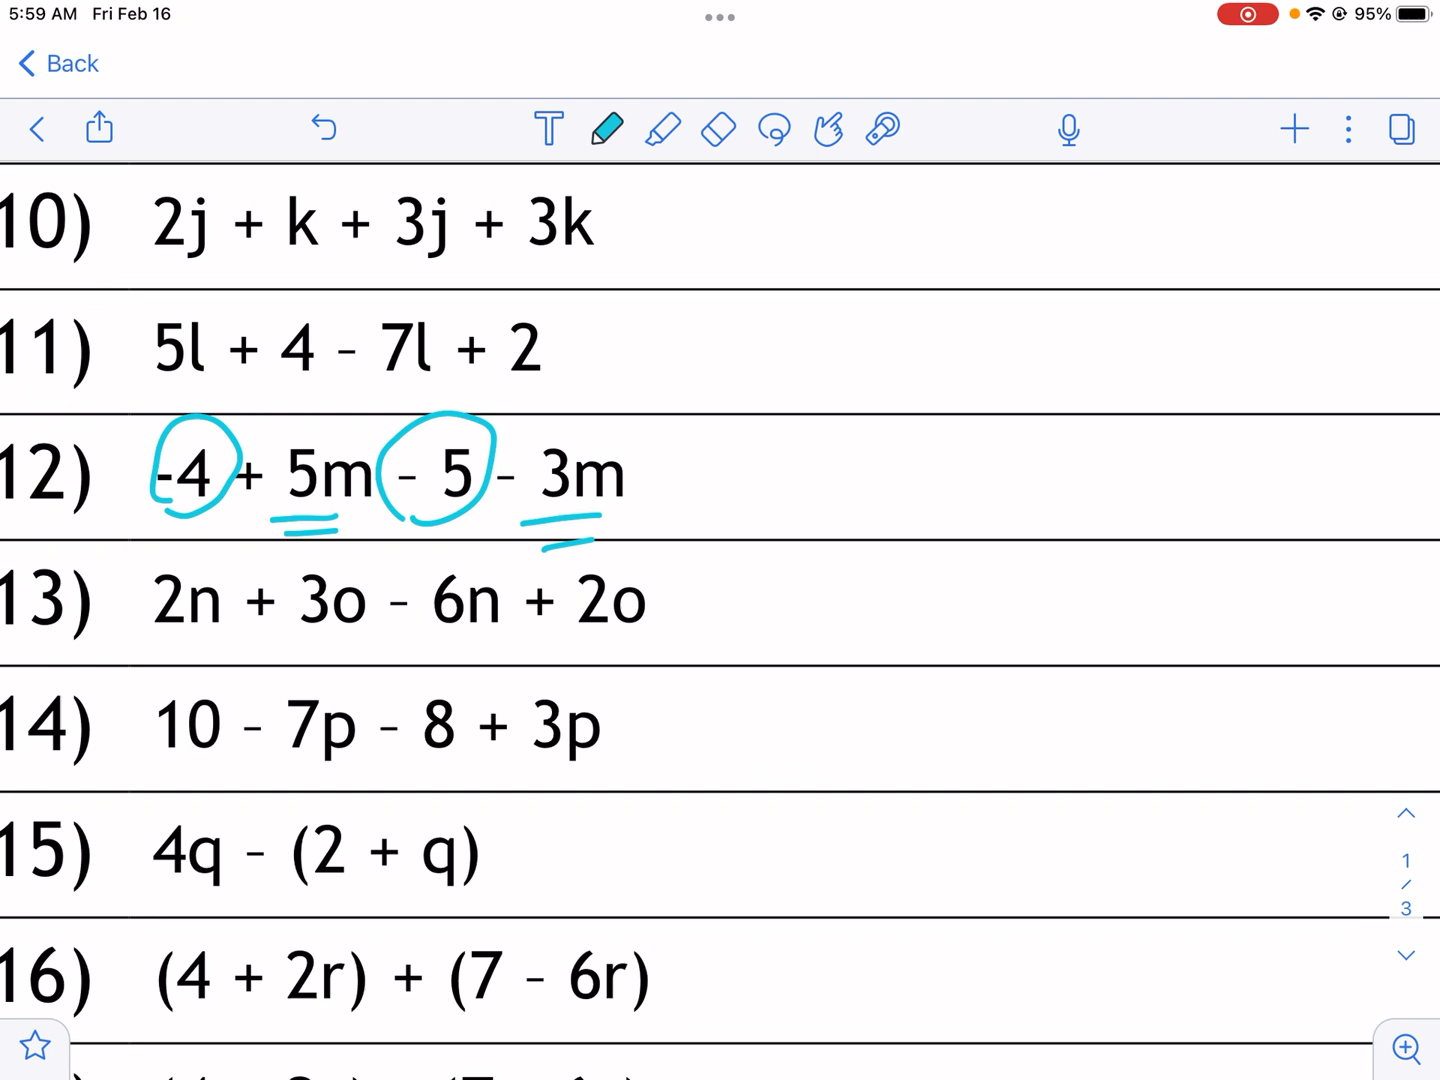 5:59 AM Fri Feb 16
95%
Back
10) 2j + k + 3j + 3k
11) 5l + 4 - 7l + 2
12) -4 + 5m - 5 - 3m
13) 2n + 3o - 6n + 2o
14) 10 - 7p - 8 + 3p
15) 4q - (2 + q)
1
/
3
16) (4 + 2r) + (7 - 6r)